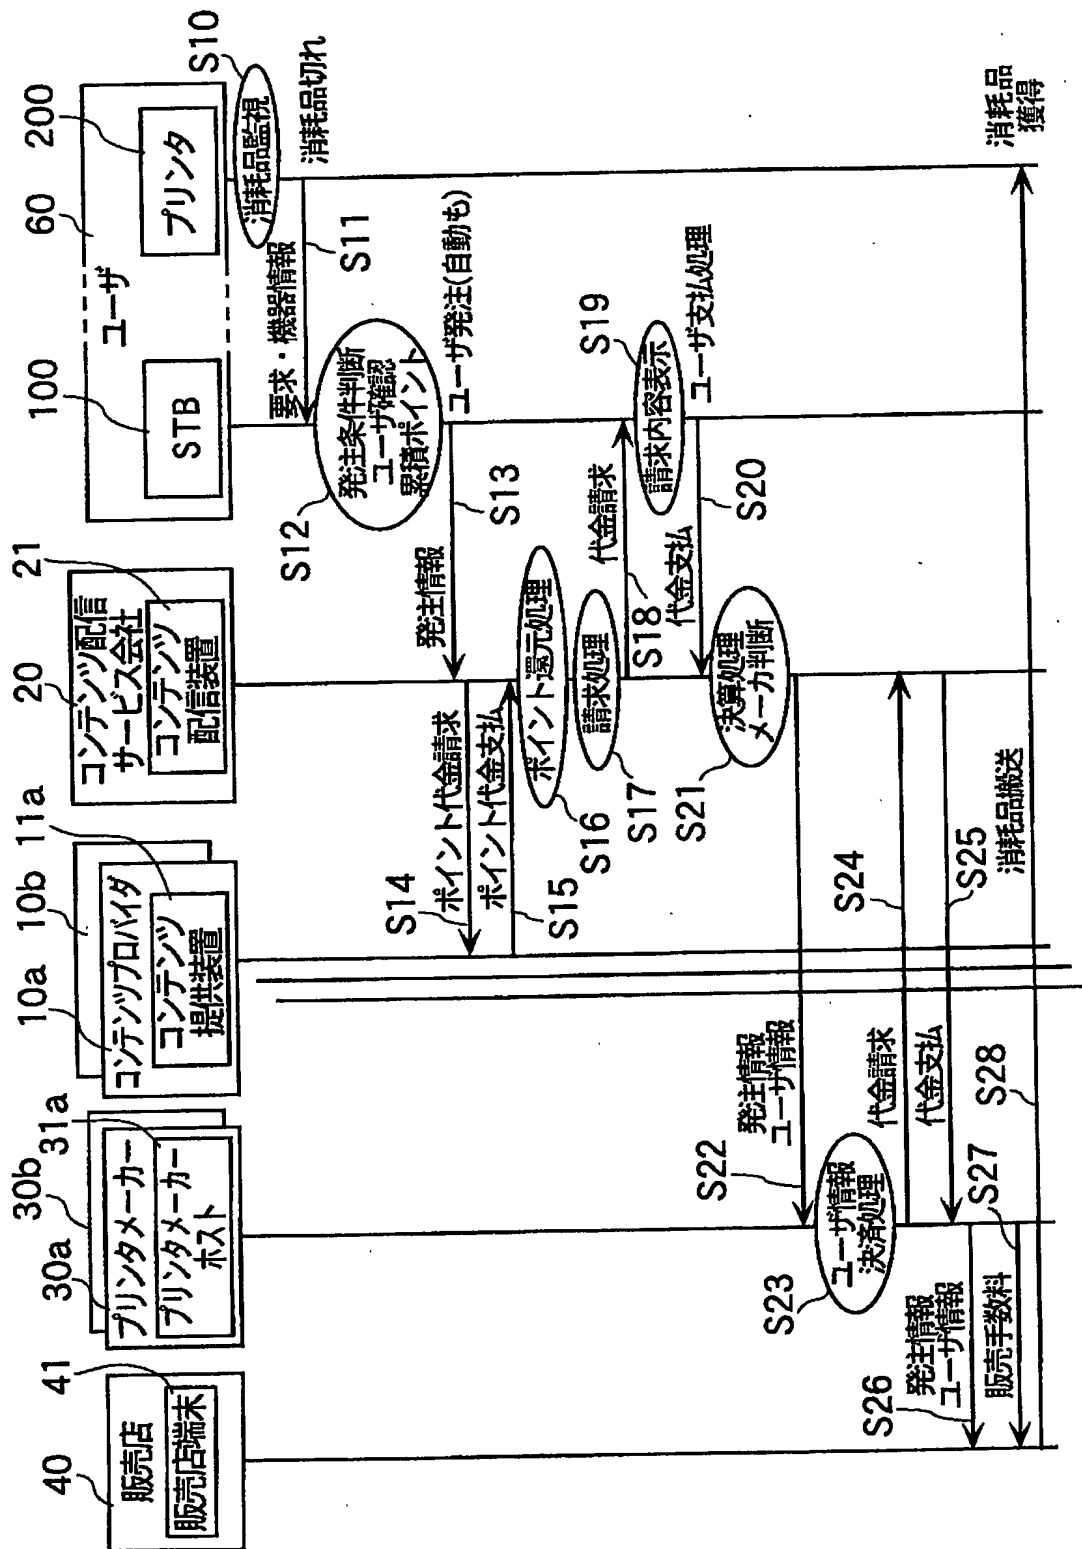 40
販売店
41
販売店端末
30a
30b
プリンタメーカー
31a
プリンタメーカー
ホスト
10a
10b
コンテンツプロバイダ
11a
コンテンツ
提供装置
20
コンテンツ配信
サービス会社
21
コンテンツ
配信装置
ユーザ
60
100
STB
200
プリンタ
消耗品監視
S10
消耗品切れ
要求・機器情報
S11
S12
発注条件判断
ユーザ確認
累積ポイント
ユーザ発注(自動も)
発注情報
S13
S14
ポイント代金請求
ポイント代金支払
S15
ポイント還元処理
S16
請求処理
S17
代金請求
S18
請求内容表示
S19
ユーザ支払処理
代金支払
S20
決算処理
メーカ判断
S21
発注情報
ユーザ情報
S22
ユーザ情報
決済処理
S23
代金請求
S24
代金支払
S25
発注情報
ユーザ情報
S26
販売手数料
S27
S28
消耗品搬送
消耗品
獲得